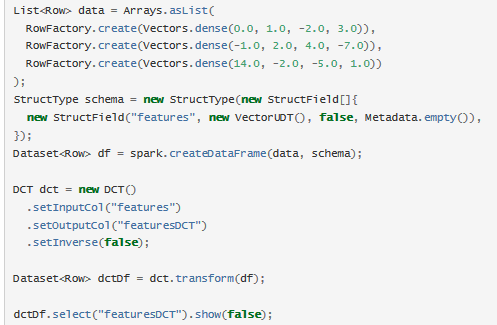 List<Row> data = Arrays.asList(
  RowFactory.create(Vectors.dense(0.0, 1.0, -2.0, 3.0)),
  RowFactory.create(Vectors.dense(-1.0, 2.0, 4.0, -7.0)),
  RowFactory.create(Vectors.dense(14.0, -2.0, -5.0, 1.0))
);
StructType schema = new StructType(new StructField[]{
  new StructField("features", new VectorUDT(), false, Metadata.empty()),
});
Dataset<Row> df = spark.createDataFrame(data, schema);

DCT dct = new DCT()
  .setInputCol("features")
  .setOutputCol("featuresDCT")
  .setInverse(false);

Dataset<Row> dctDf = dct.transform(df);

dctDf.select("featuresDCT").show(false);